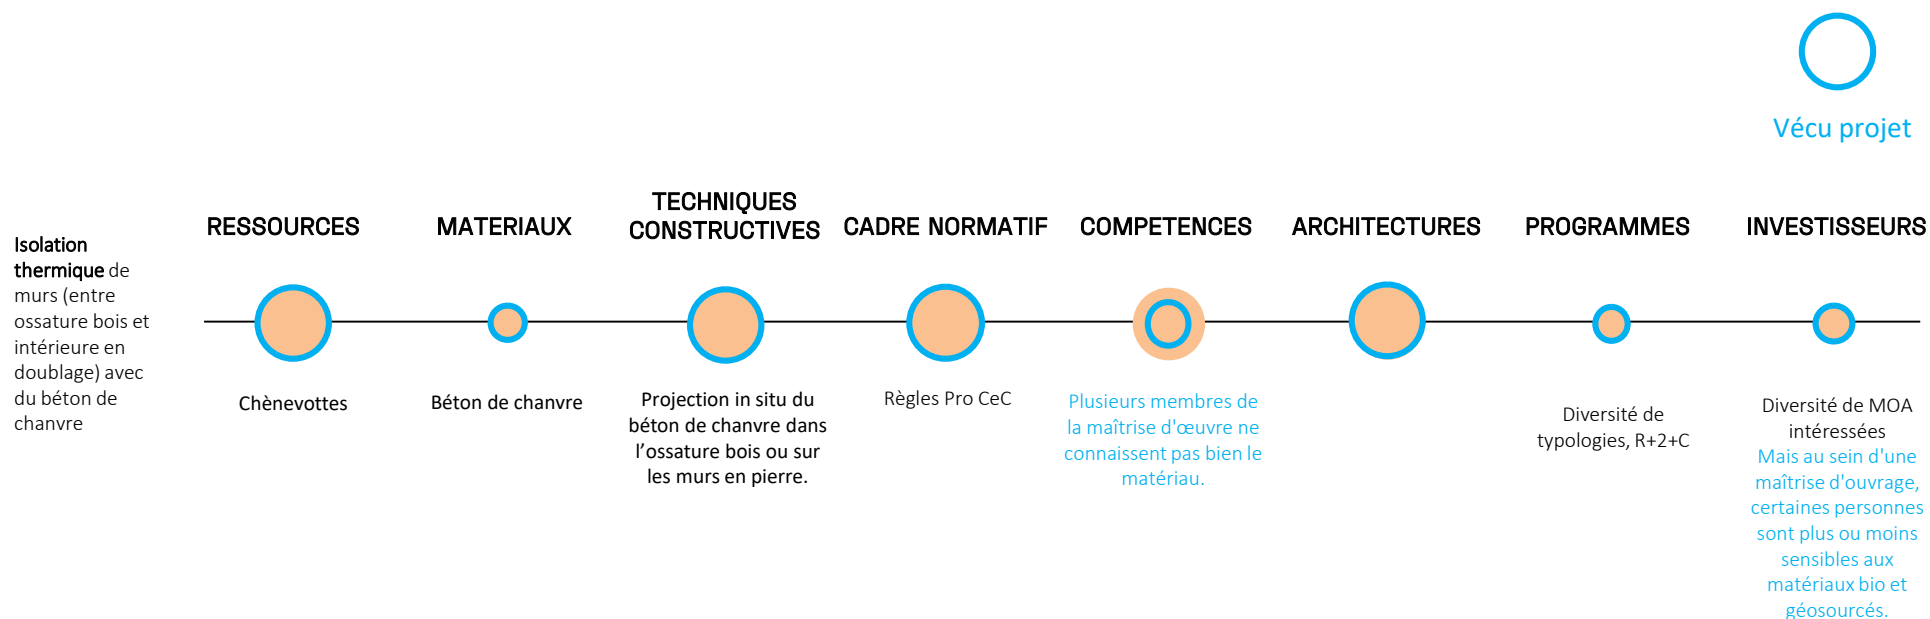 Vécu projet
Isolation
thermique de
murs (entre
ossature bois et
intérieure en
doublage) avec
du béton de
chanvre
RESSOURCES
Chènevottes
MATERIAUX
Béton de chanvre
TECHNIQUES
CONSTRUCTIVES
Projection in situ du
béton de chanvre dans
l'ossature bois ou sur
les murs en pierre.
CADRE NORMATIF
Règles Pro CeC
COMPETENCES
Plusieurs membres de
la maîtrise d'œuvre ne
connaissent pas bien le
matériau.
ARCHITECTURES
PROGRAMMES
Diversité de
typologies, R+2+C
INVESTISSEURS
Diversité de MOA
intéressées
Mais au sein d'une
maîtrise d'ouvrage,
certaines personnes
sont plus ou moins
sensibles aux
matériaux bio et
géosourcés.